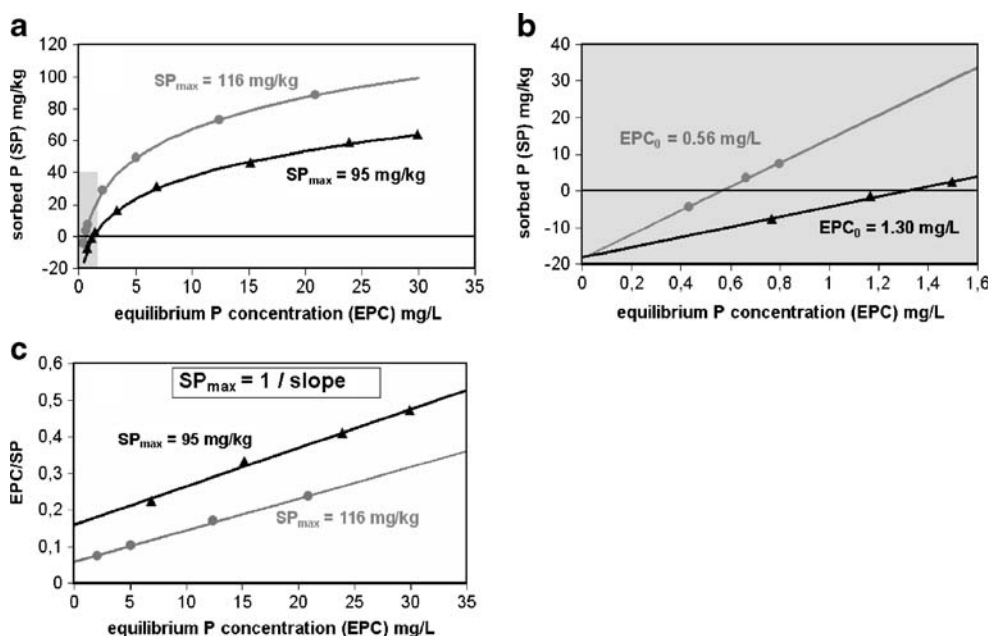 a
sorbed P (SP) mg/kg
120
100
80
60
40
20
0
-20
SPmax = 116 mg/kg
SPmax = 95 mg/kg
0 5 10 15 20 25 30 35
equilibrium P concentration (EPC) mg/L
b
sorbed P (SP) mg/kg
40
30
20
10
0
-10
-20
EPC0 = 0.56 mg/L
EPC0 = 1.30 mg/L
0 0,2 0,4 0,6 0,8 1 1,2 1,4 1,6
equilibrium P concentration (EPC) mg/L
c
EPC/SP
0,6
0,5
0,4
0,3
0,2
0,1
0
SPmax = 1 / slope
SPmax = 95 mg/kg
SPmax = 116 mg/kg
0 5 10 15 20 25 30 35
equilibrium P concentration (EPC) mg/L